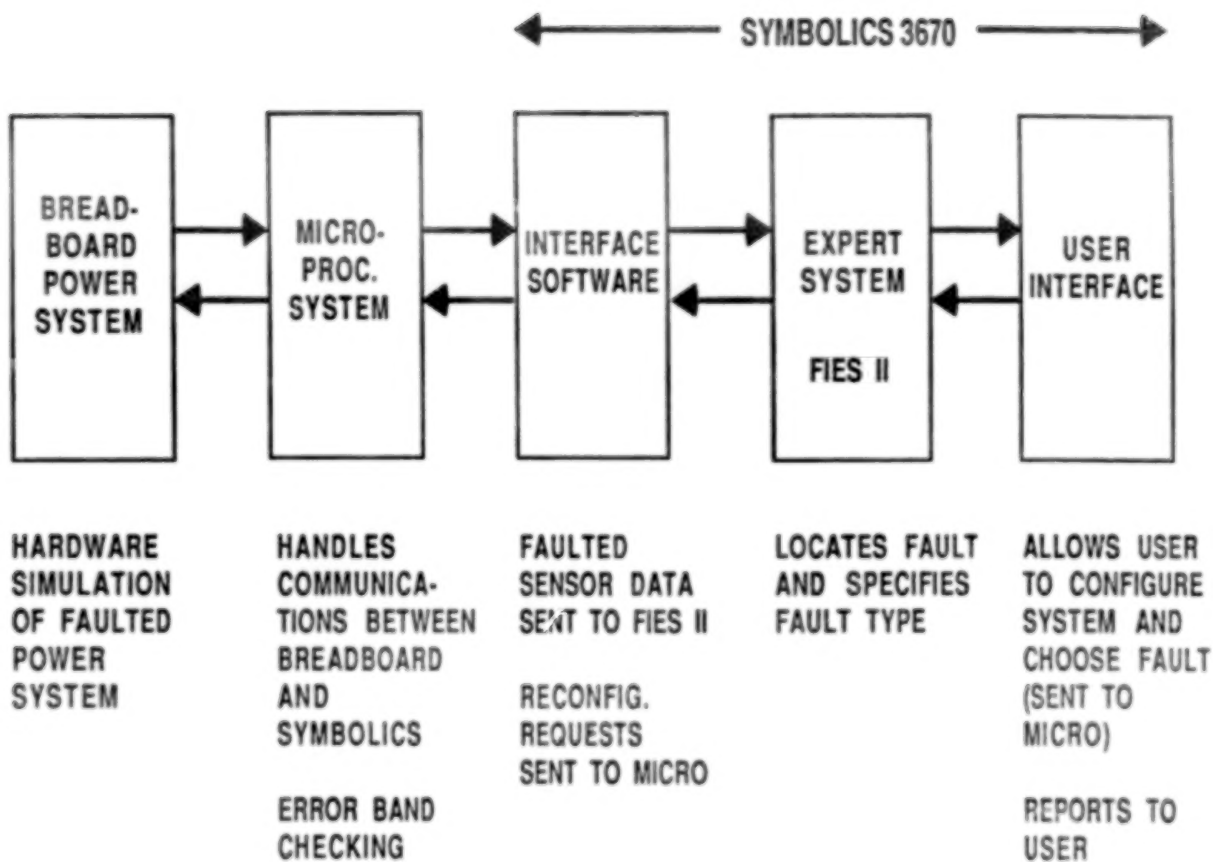 SYMBOLICS 3670
BREAD-
BOARD
POWER
SYSTEM
MICRO-
PROC.
SYSTEM
INTERFACE
SOFTWARE
EXPERT
SYSTEM
FIES II
USER
INTERFACE
HARDWARE
SIMULATION
OF FAULTED
POWER
SYSTEM
HANDLES
COMMUNICA-
TIONS BETWEEN
BREADBOARD
AND
SYMBOLICS
ERROR BAND
CHECKING
FAULTED
SENSOR DATA
SENT TO FIES II
RECONFIG.
REQUESTS
SENT TO MICRO
LOCATES FAULT
AND SPECIFIES
FAULT TYPE
ALLOWS USER
TO CONFIGURE
SYSTEM AND
CHOOSE FAULT
(SENT TO
MICRO)
REPORTS TO
USER